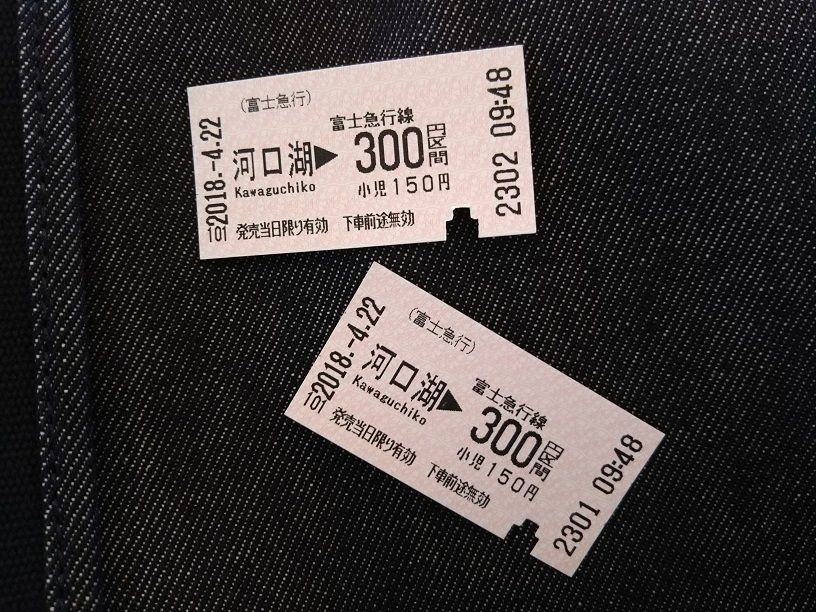 (富士急行)
富士急行線
河口湖▶300円区間
Kawaguchiko
小児150円
発売当日限り有効 下車前途無効
101 2018.-4.22
2302 09:48
(富士急行)
富士急行線
河口湖▶300円区間
Kawaguchiko
小児150円
発売当日限り有効 下車前途無効
101 2018.-4.22
2301 09:48